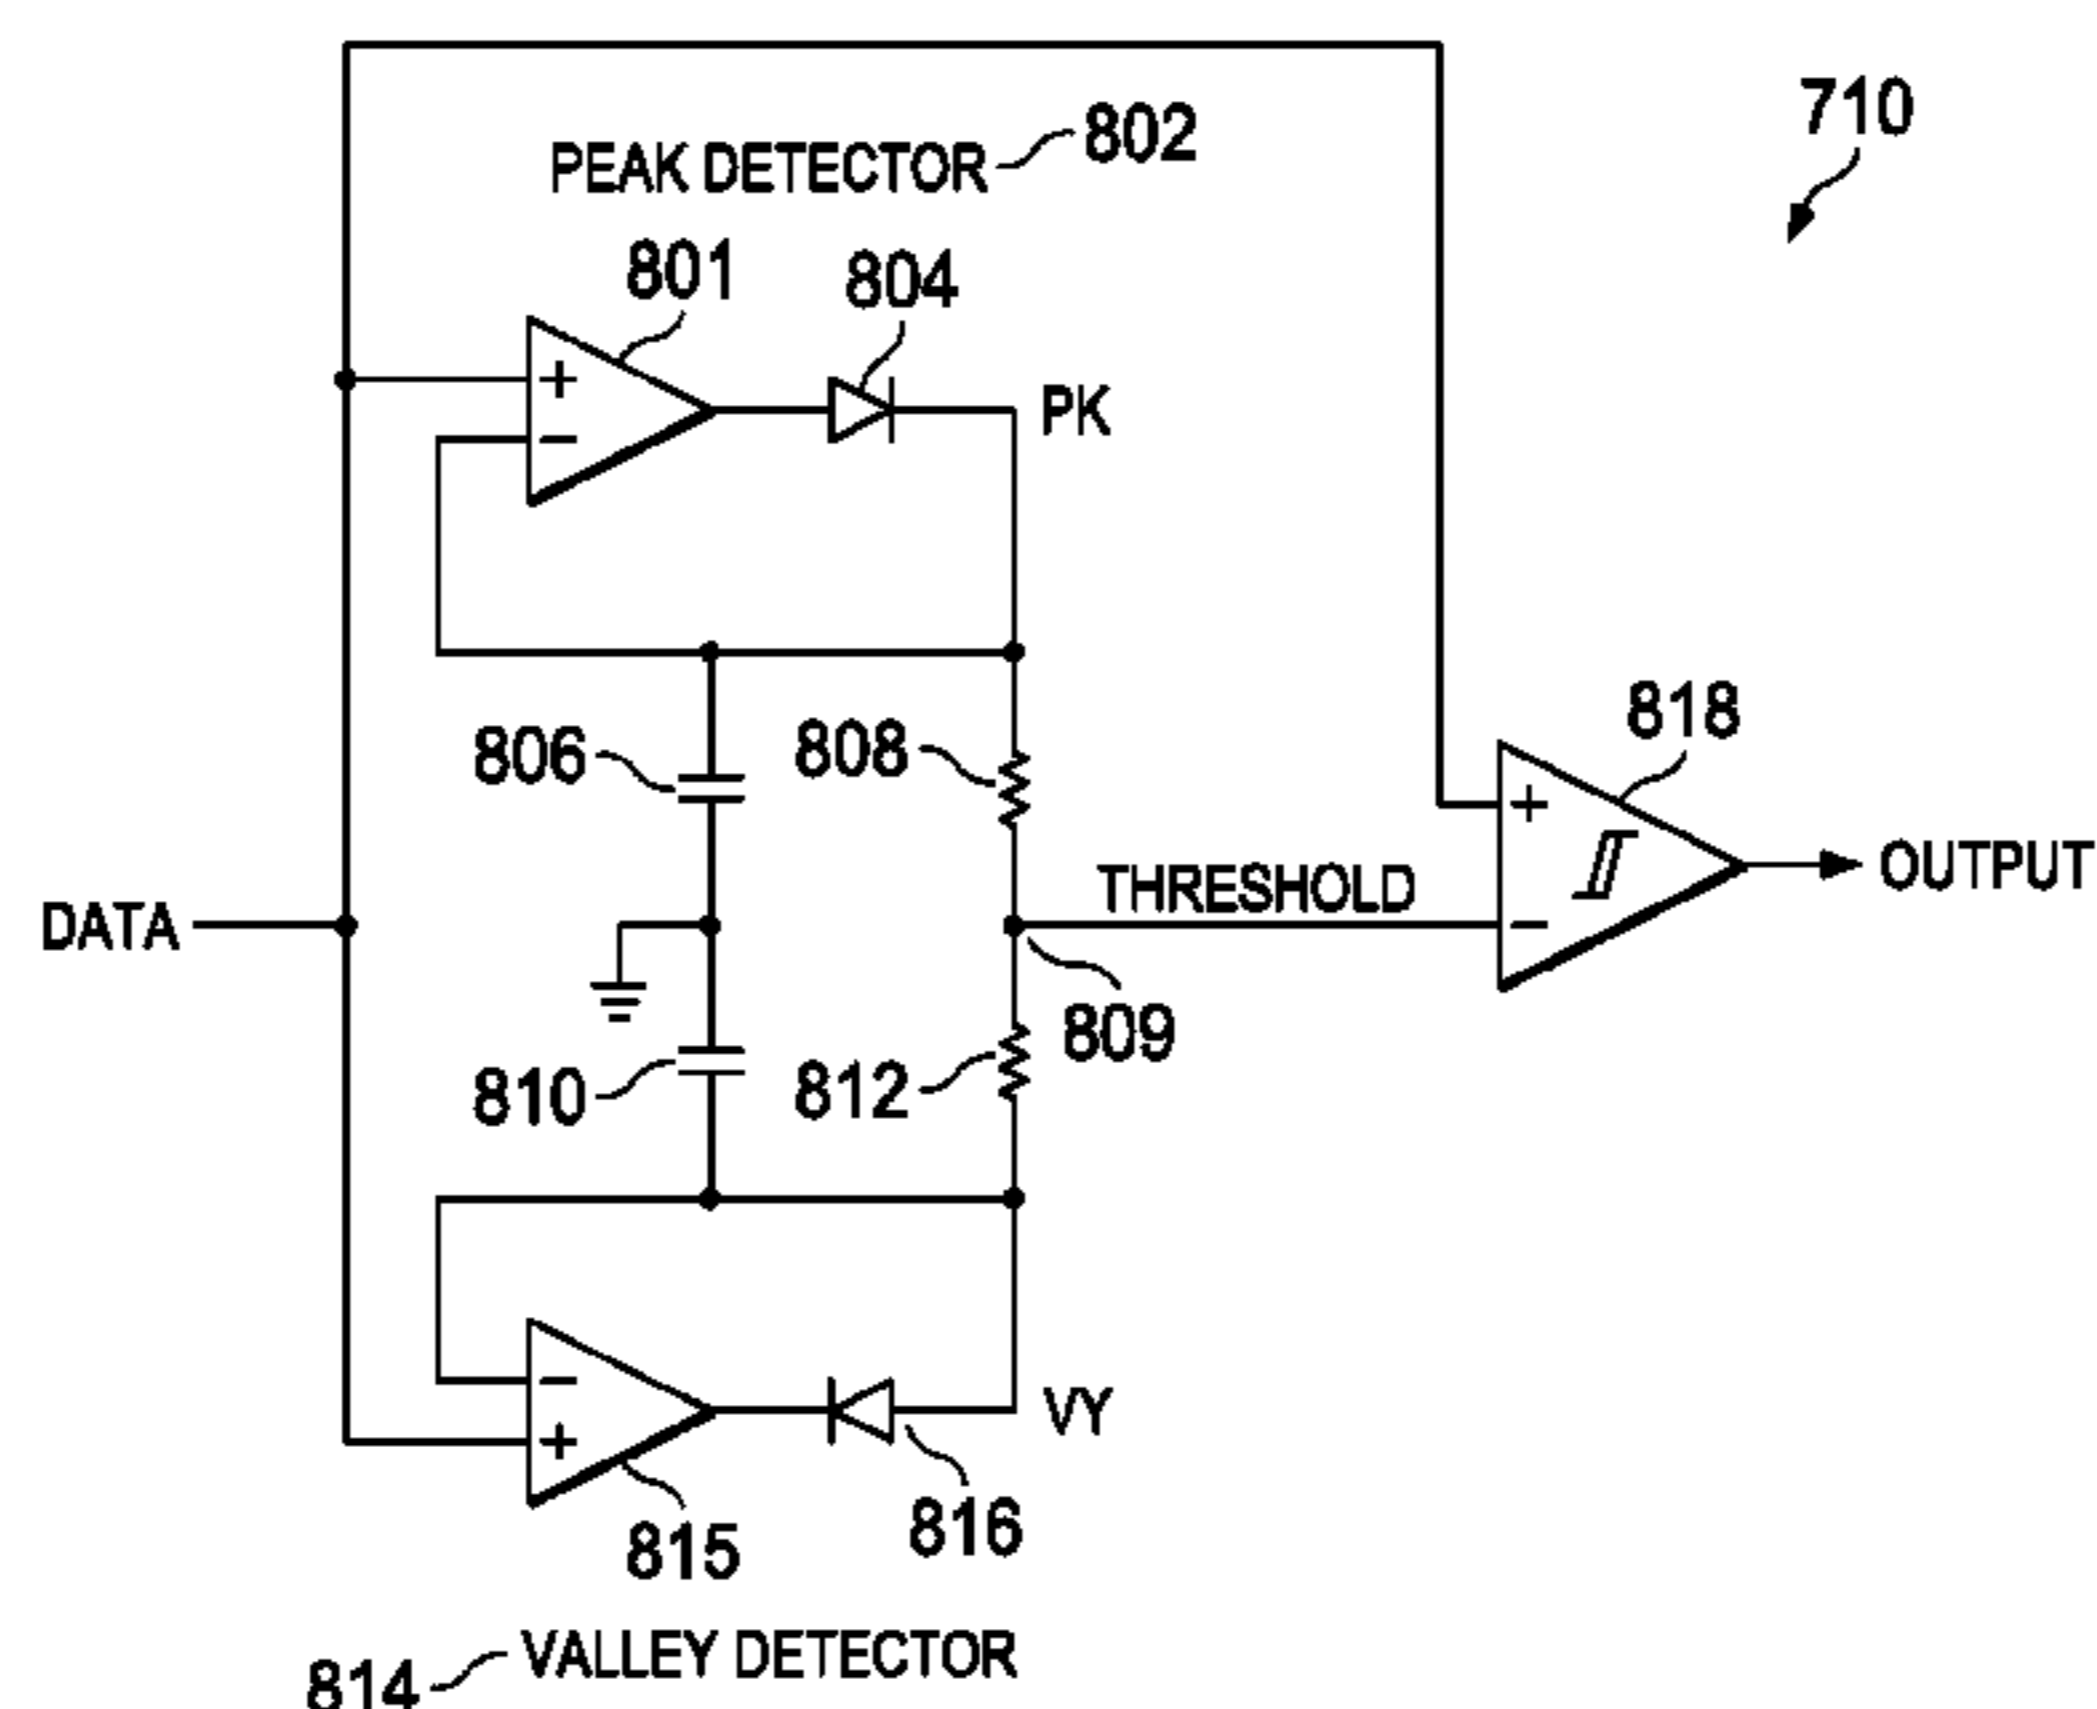 710
PEAK DETECTOR 802
801
804
PK
806
808
818
DATA
THRESHOLD
OUTPUT
809
810
812
VY
815
816
814 VALLEY DETECTOR